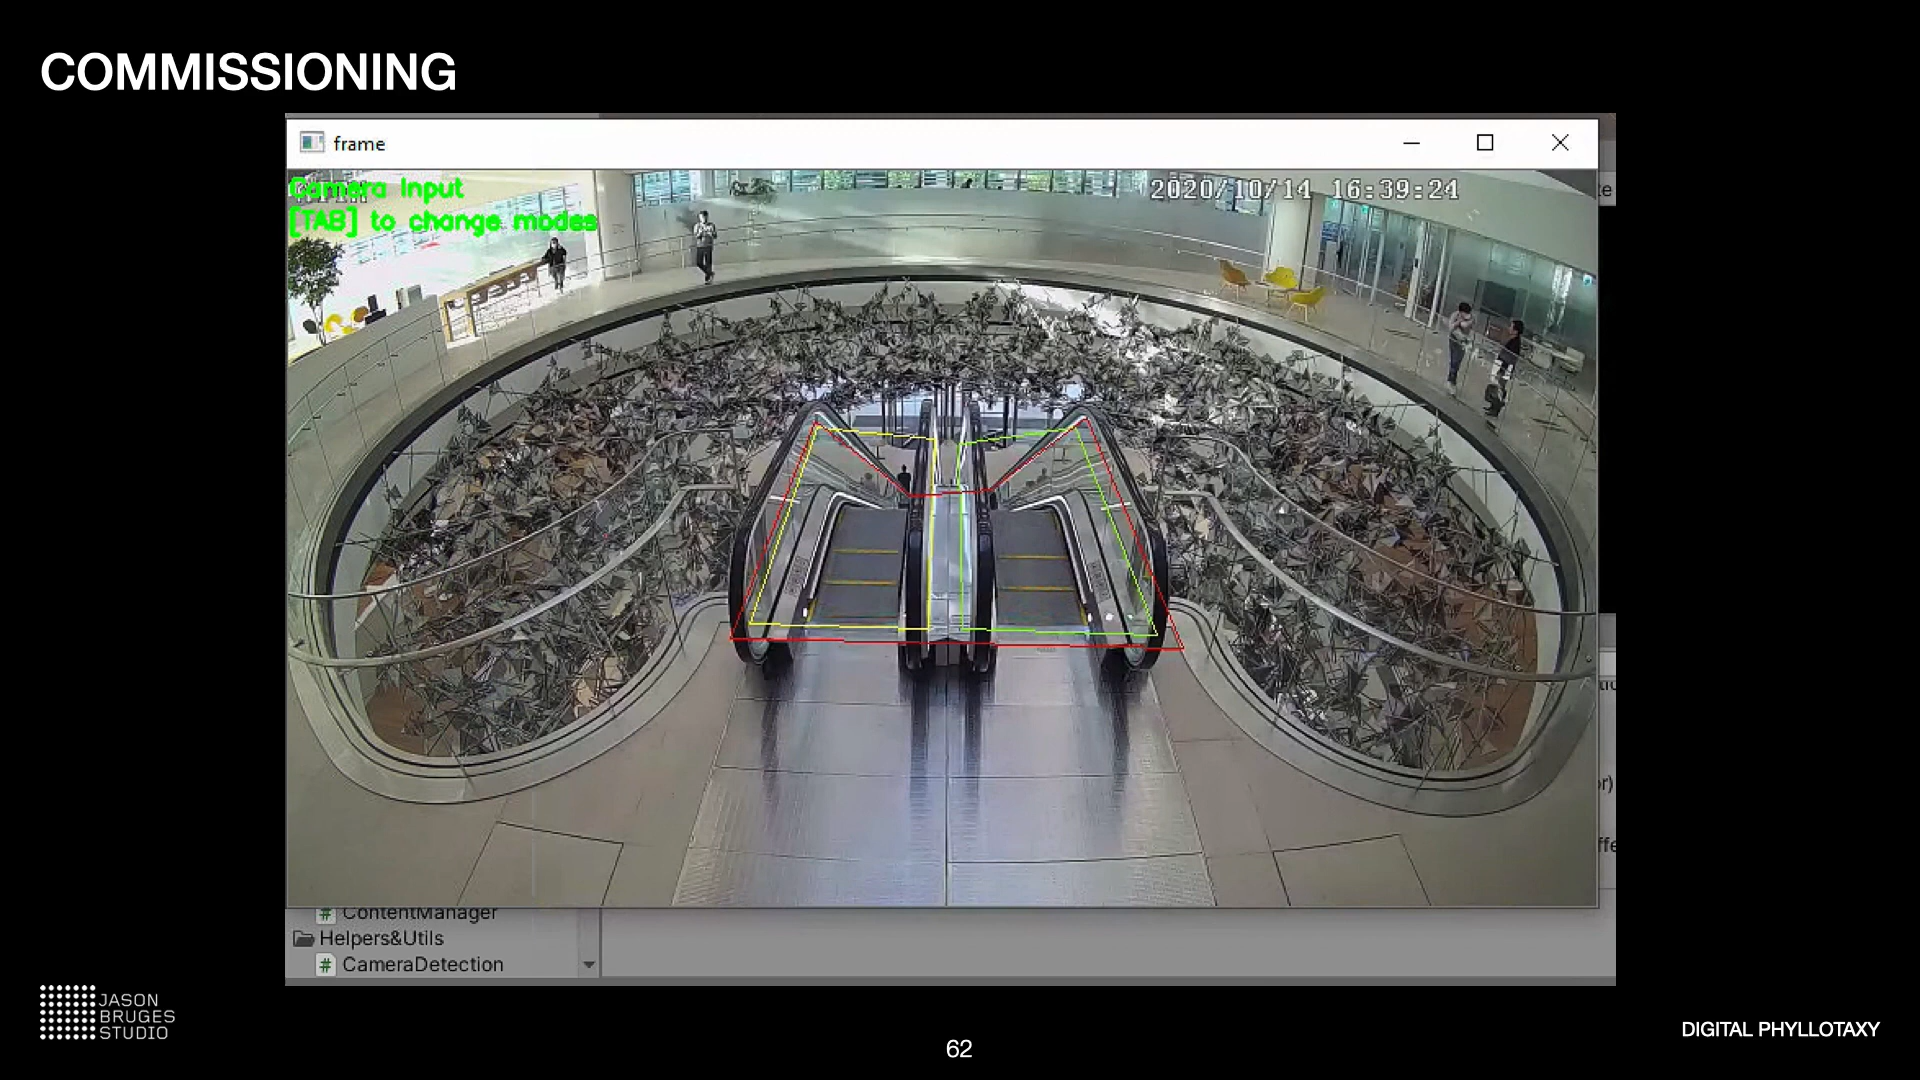 COMMISSIONING
frame
Camera Input
[TAB] to change modes
2020/10/14 16:39:24
ContentManager
Helpers&Utils
CameraDetection
JASON
BRUGES
STUDIO
62
DIGITAL PHYLLOTAXY